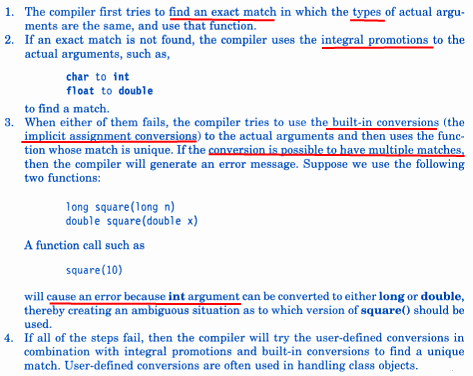 1. The compiler first tries to find an exact match in which the types of actual argu-
ments are the same, and use that function.
2. If an exact match is not found, the compiler uses the integral promotions to the
actual arguments, such as,
char to int
float to double
to find a match.
3. When either of them fails, the compiler tries to use the built-in conversions (the
implicit assignment conversions) to the actual arguments and then uses the func-
tion whose match is unique. If the conversion is possible to have multiple matches,
then the compiler will generate an error message. Suppose we use the following
two functions:
long square(long n)
double square(double x)
A function call such as
square(10)
will cause an error because int argument can be converted to either long or double,
thereby creating an ambiguous situation as to which version of square() should be
used.
4. If all of the steps fail, then the compiler will try the user-defined conversions in
combination with integral promotions and built-in conversions to find a unique
match. User-defined conversions are often used in handling class objects.